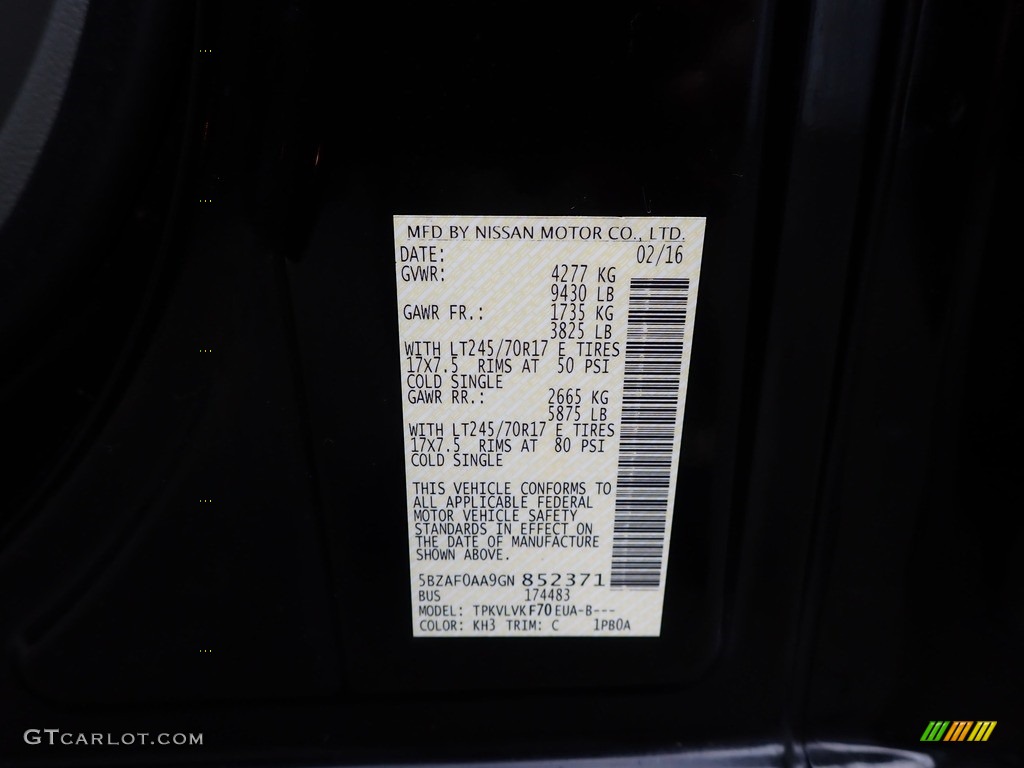 MFD BY NISSAN MOTOR CO., LTD.
DATE: 02/16
GVWR: 4277 KG
9430 LB
GAWR FR.: 1735 KG
3825 LB
WITH LT245/70R17 E TIRES
17X7.5 RIMS AT 50 PSI
COLD SINGLE
GAWR RR.: 2665 KG
5875 LB
WITH LT245/70R17 E TIRES
17X7.5 RIMS AT 80 PSI
COLD SINGLE
THIS VEHICLE CONFORMS TO
ALL APPLICABLE FEDERAL
MOTOR VEHICLE SAFETY
STANDARDS IN EFFECT ON
THE DATE OF MANUFACTURE
SHOWN ABOVE.
5BZAF0AA9GN 852371
BUS 174483
MODEL: TPKVLVK F70 EUA-B---
COLOR: KH3 TRIM: C 1PB0A
GTCARLOT.COM